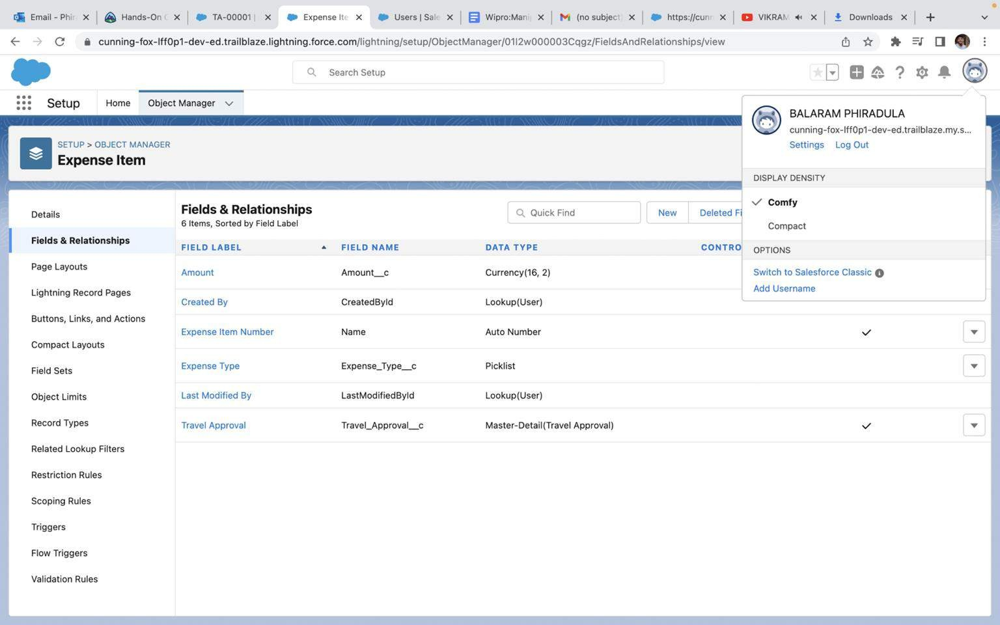 Email - Phir
Hands-On C
TA-00001 |
Expense Ite
Users | Sale
Wipro:Mani
(no subject)
https://cunn
VIKRAM
Downloads
cunning-fox-lff0p1-dev-ed.trailblaze.lightning.force.com/lightning/setup/ObjectManager/01I2w000003Cqgz/FieldsAndRelationships/view
Search Setup
Setup
Home
Object Manager
BALARAM PHIRADULA
cunning-fox-lff0p1-dev-ed.trailblaze.my.s...
Settings Log Out
DISPLAY DENSITY
Comfy
Compact
OPTIONS
Switch to Salesforce Classic
Add Username
SETUP > OBJECT MANAGER
Expense Item
Details
Fields & Relationships
Page Layouts
Lightning Record Pages
Buttons, Links, and Actions
Compact Layouts
Field Sets
Object Limits
Record Types
Related Lookup Filters
Restriction Rules
Scoping Rules
Triggers
Flow Triggers
Validation Rules
Fields & Relationships
6 Items, Sorted by Field Label
Quick Find
New
Deleted Fi
FIELD LABEL FIELD NAME DATA TYPE CONTRO
Amount Amount__c Currency(16, 2)
Created By CreatedById Lookup(User)
Expense Item Number Name Auto Number
Expense Type Expense_Type__c Picklist
Last Modified By LastModifiedById Lookup(User)
Travel Approval Travel_Approval__c Master-Detail(Travel Approval)